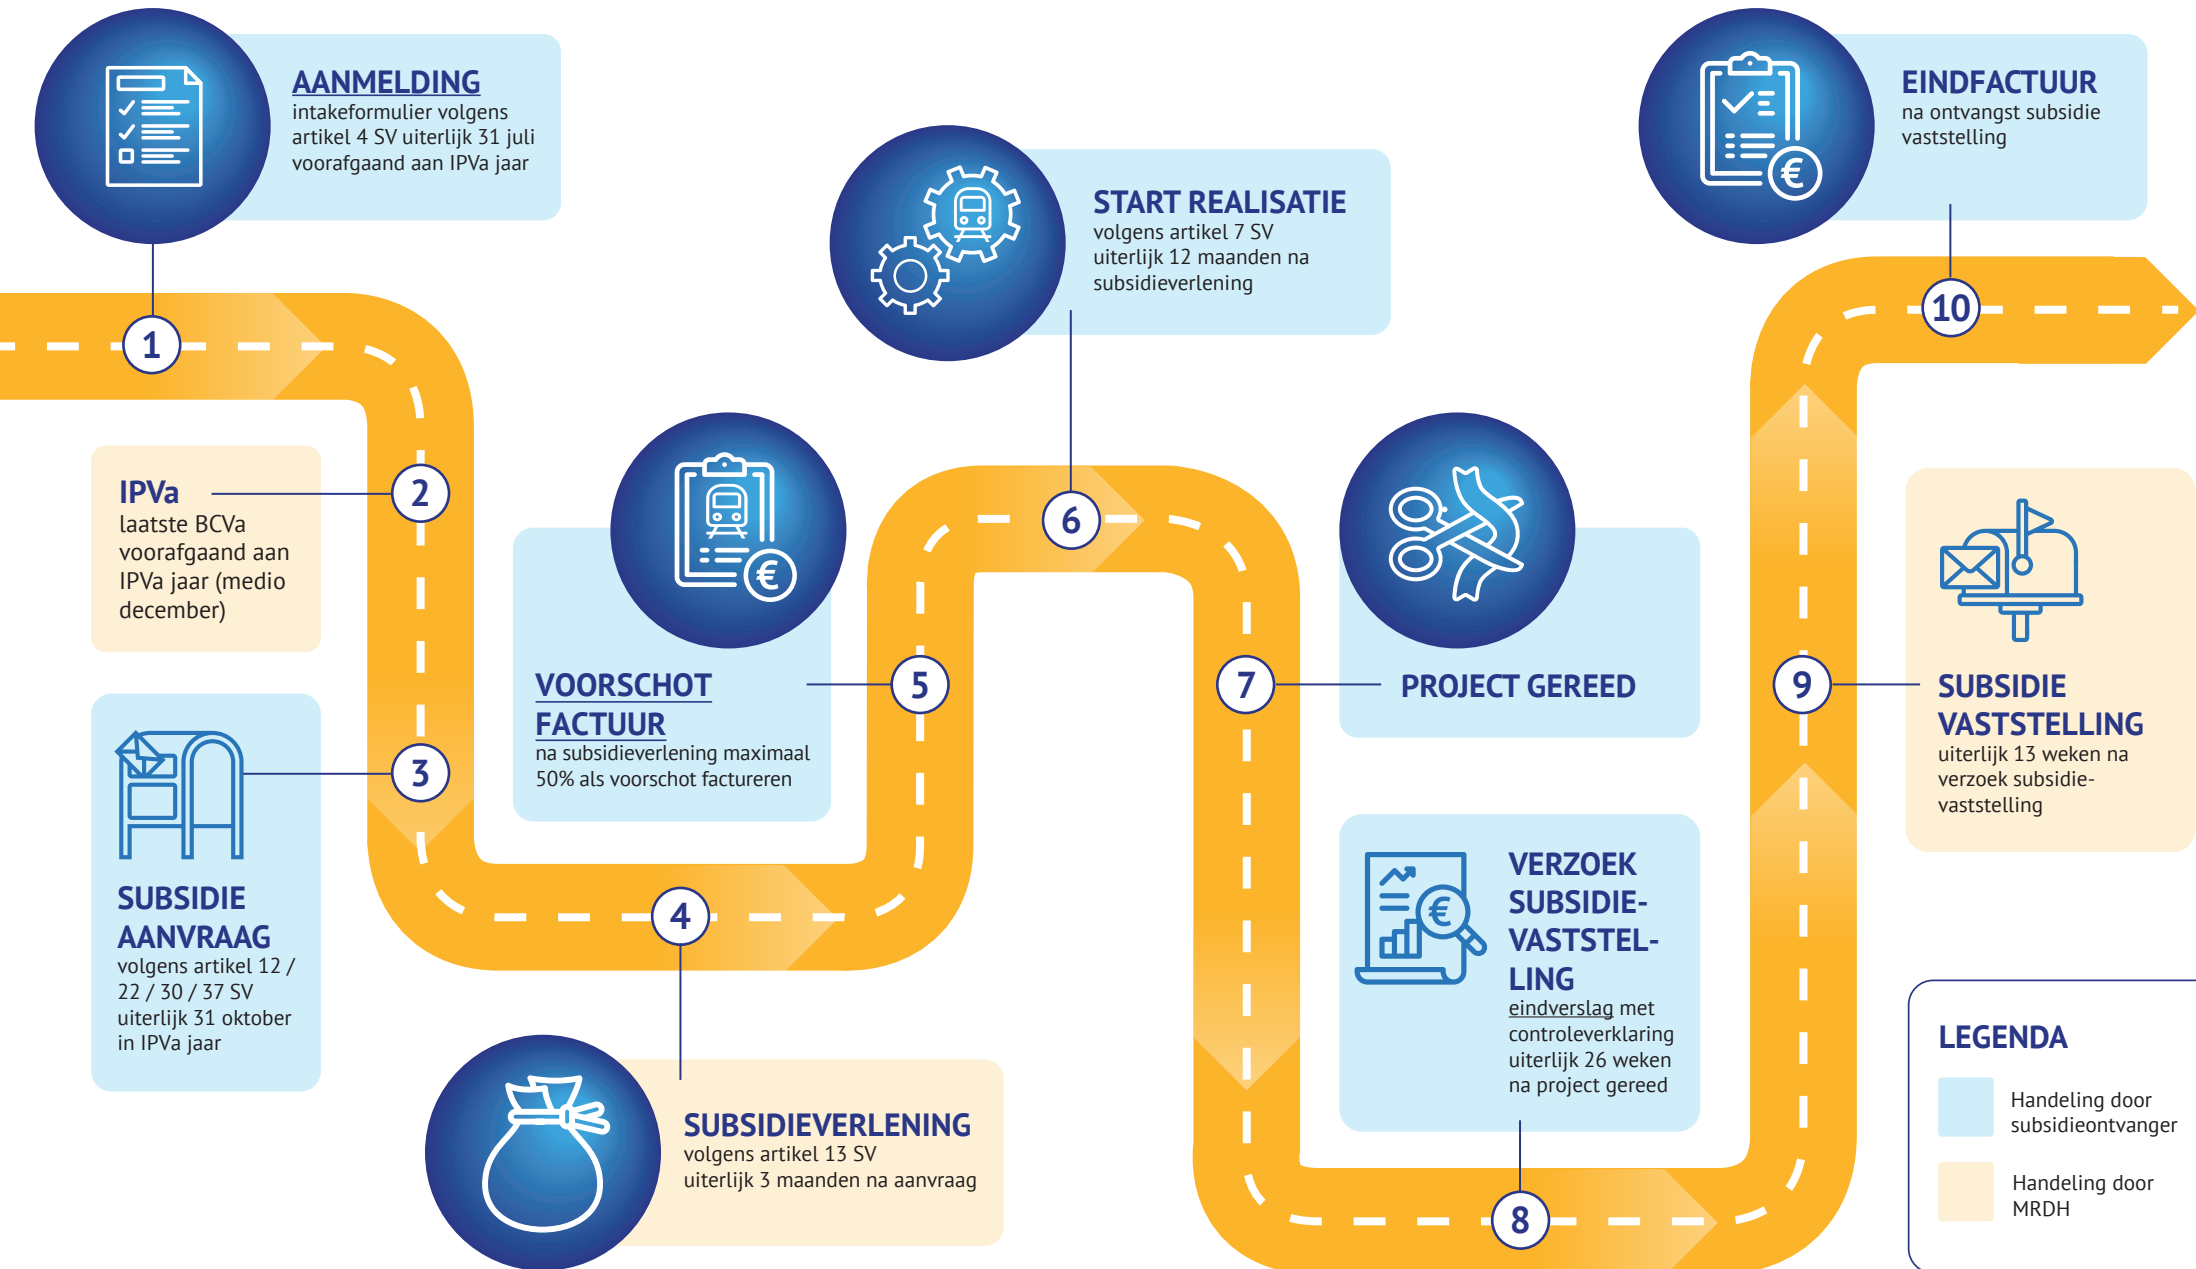 1
AANMELDING
intakeformulier volgens
artikel 4 SV uiterlijk 31 juli
voorafgaand aan IPVa jaar
2
IPVa
laatste BCVa
voorafgaand aan
IPVa jaar (medio
december)
3
SUBSIDIE
AANVRAAG
volgens artikel 12 /
22 / 30 / 37 SV
uiterlijk 31 oktober
in IPVa jaar
4
SUBSIDIEVERLENING
volgens artikel 13 SV
uiterlijk 3 maanden na aanvraag
5
€
VOORSCHOT
FACTUUR
na subsidieverlening maximaal
50% als voorschot factureren
6
START REALISATIE
volgens artikel 7 SV
uiterlijk 12 maanden na
subsidieverlening
7
PROJECT GEREED
8
€
VERZOEK
SUBSIDIE-
VASTSTEL-
LING
eindverslag met
controleverklaring
uiterlijk 26 weken
na project gereed
9
SUBSIDIE
VASTSTELLING
uiterlijk 13 weken na
verzoek subsidie-
vaststelling
10
€
EINDFACTUUR
na ontvangst subsidie
vaststelling
LEGENDA
Handeling door
subsidieontvanger
Handeling door
MRDH